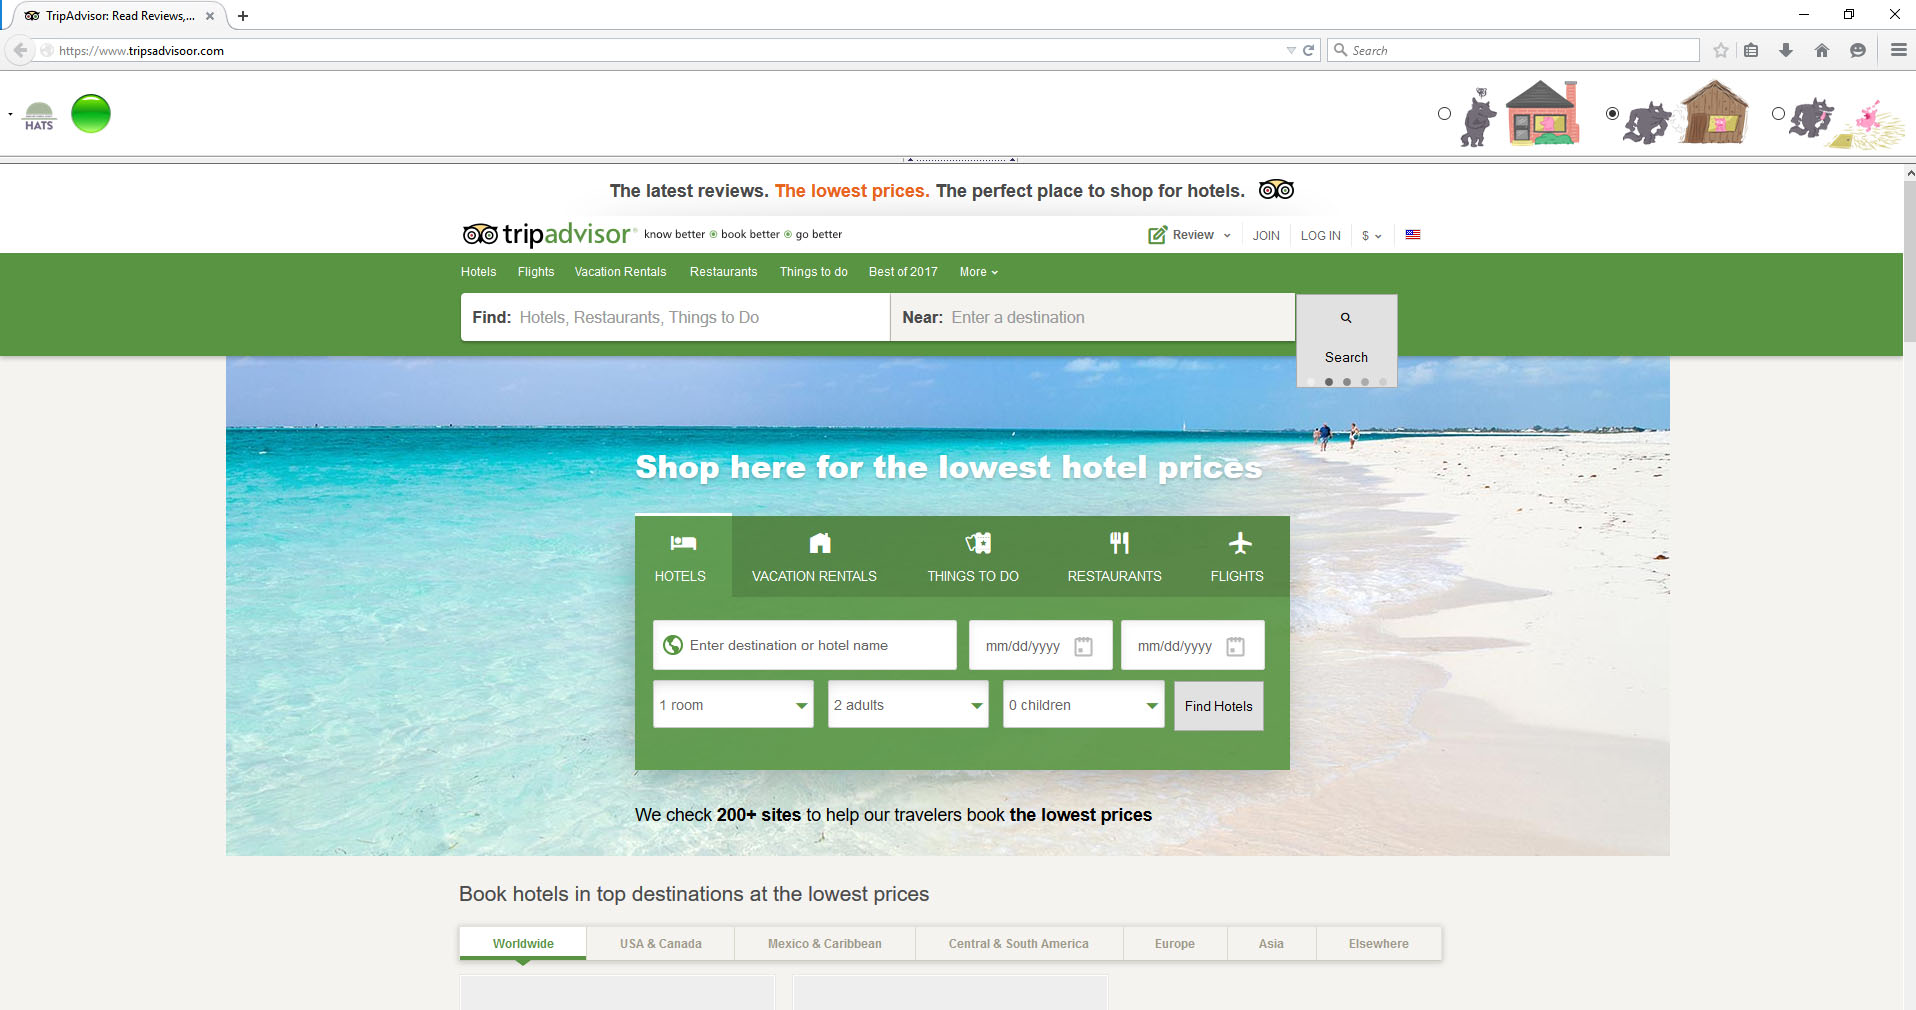 TripAdvisor: Read Reviews,...
https://www.tripsadvisoor.com
Search
HATS
The latest reviews. The lowest prices. The perfect place to shop for hotels.
tripadvisor® know better book better go better
Review JOIN LOG IN $
Hotels Flights Vacation Rentals Restaurants Things to do Best of 2017 More
Find: Hotels, Restaurants, Things to Do Near: Enter a destination
Search
Shop here for the lowest hotel prices
HOTELS VACATION RENTALS THINGS TO DO RESTAURANTS FLIGHTS
Enter destination or hotel name mm/dd/yyyy mm/dd/yyyy
1 room 2 adults 0 children Find Hotels
We check 200+ sites to help our travelers book the lowest prices
Book hotels in top destinations at the lowest prices
Worldwide USA & Canada Mexico & Caribbean Central & South America Europe Asia Elsewhere